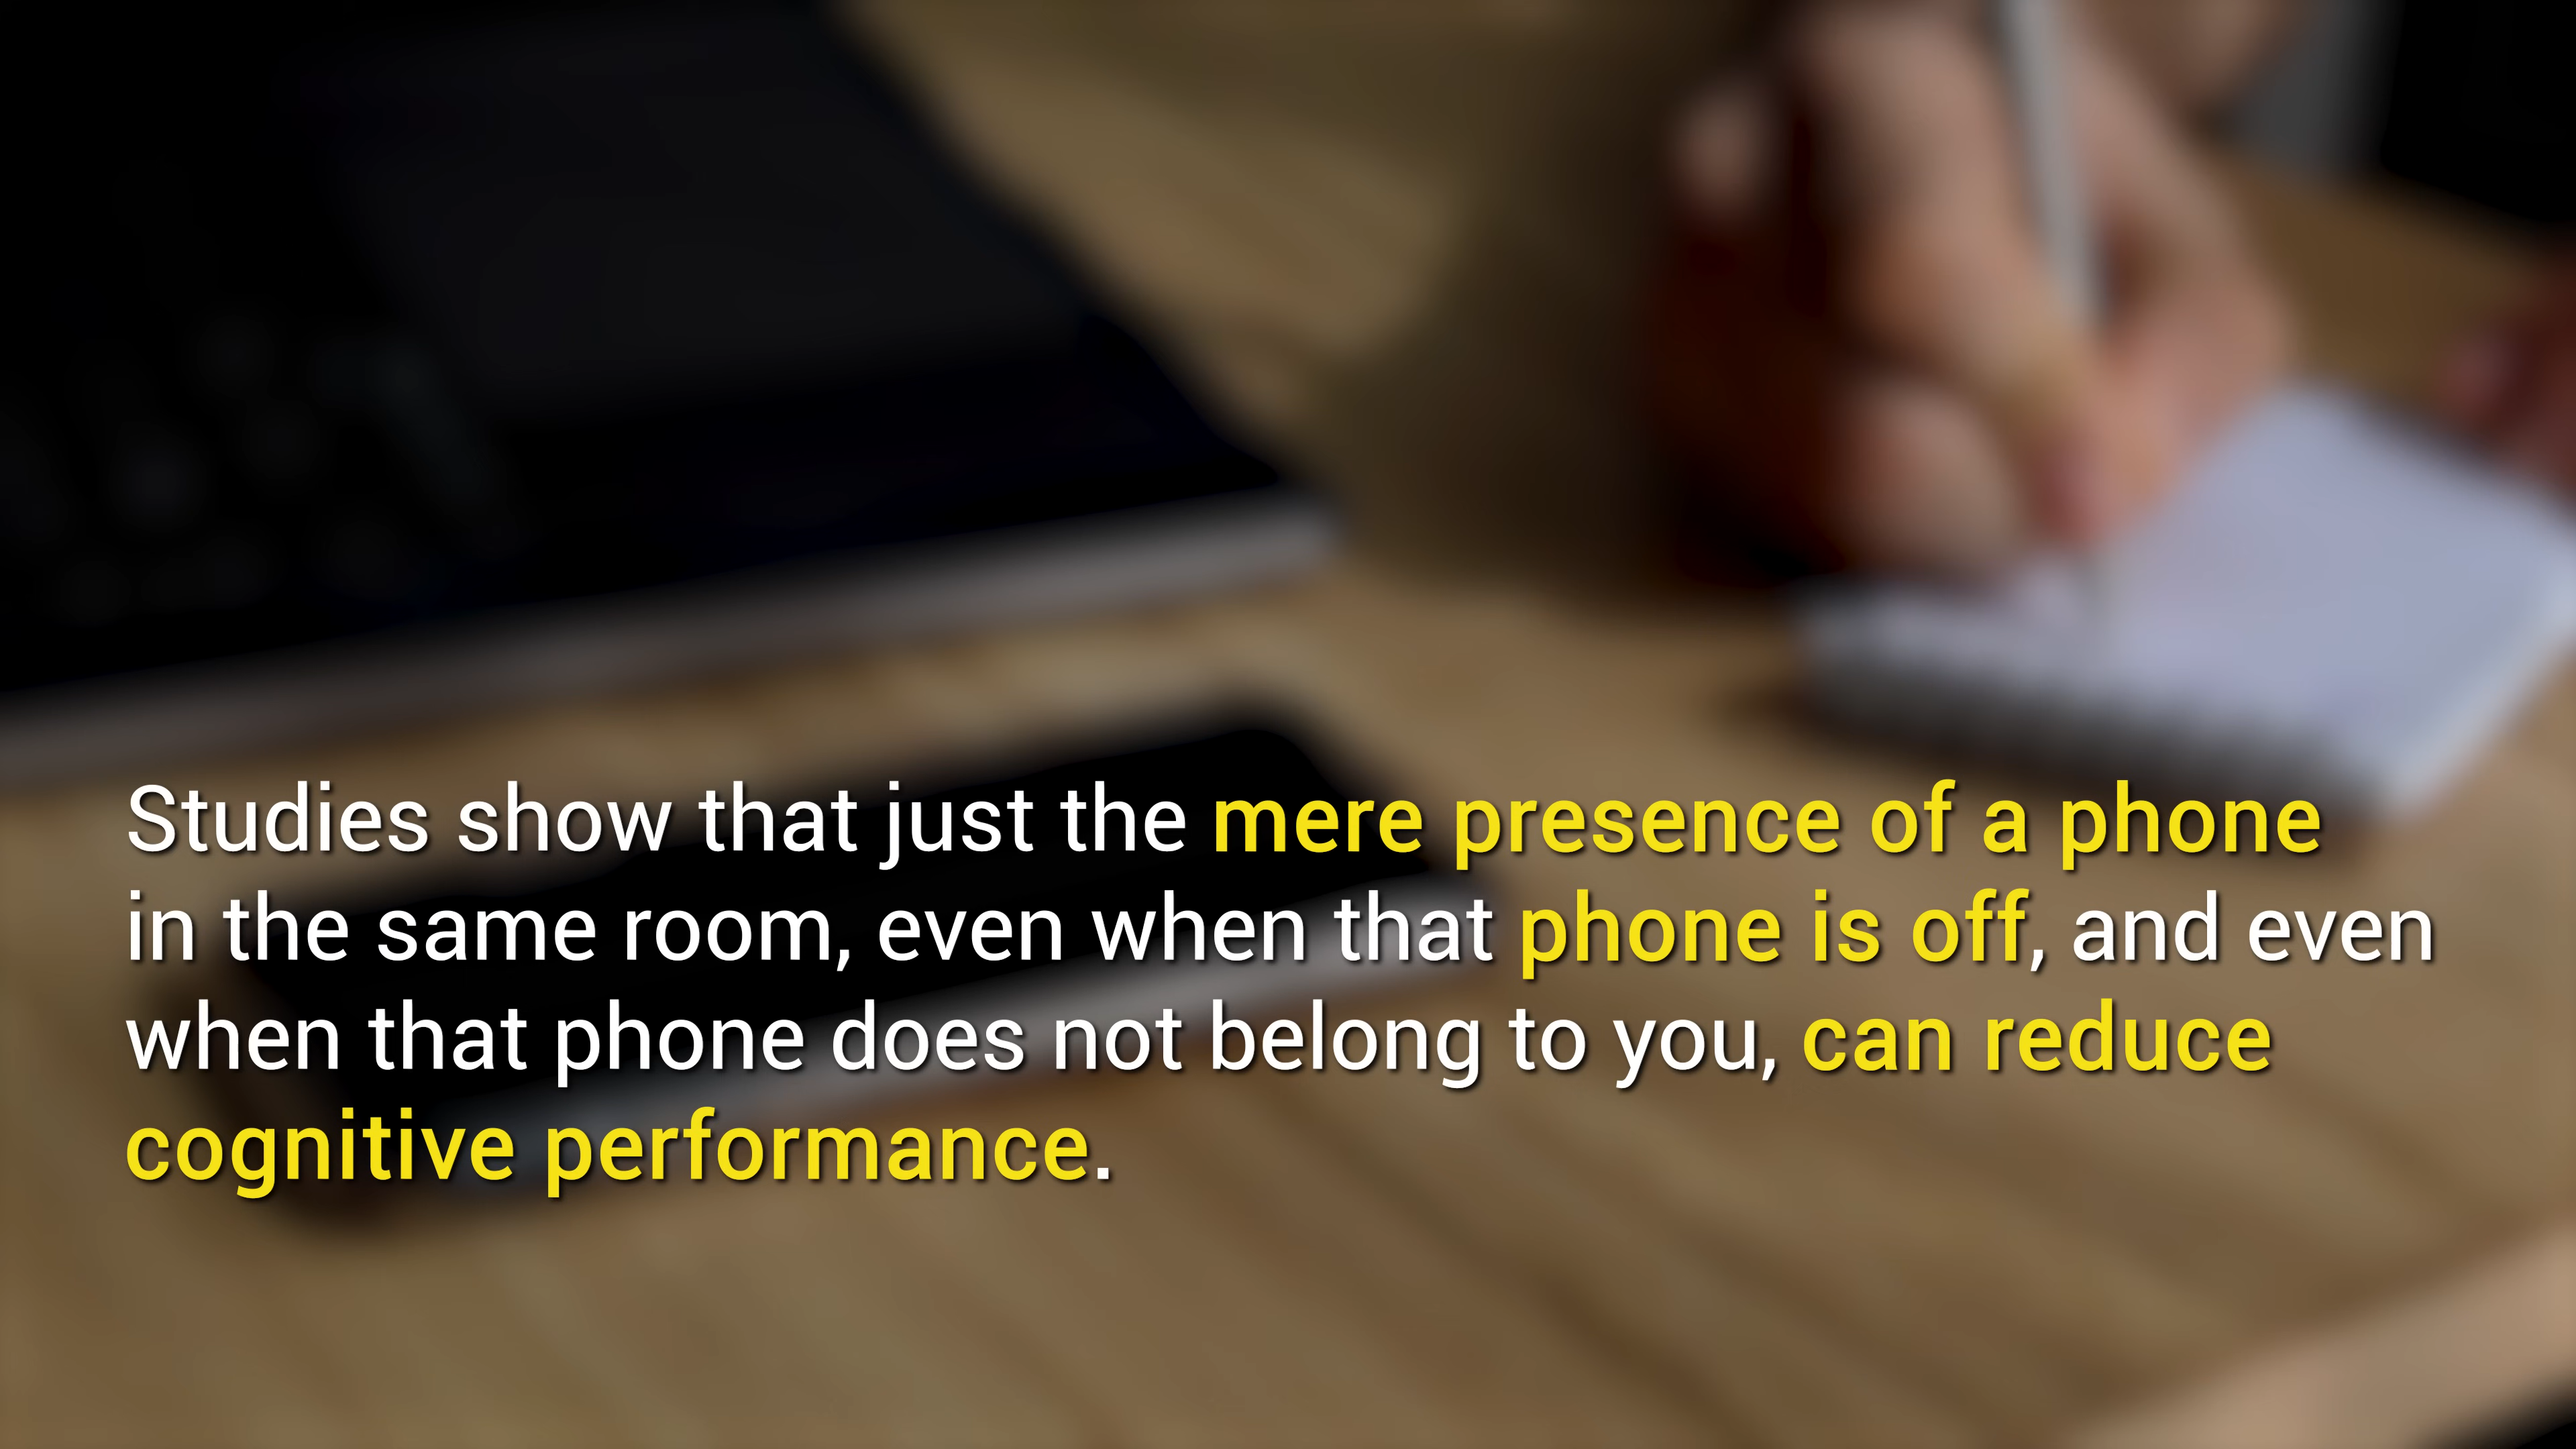 Studies show that just the mere presence of a phone
in the same room, even when that phone is off, and even
when that phone does not belong to you, can reduce
cognitive performance.